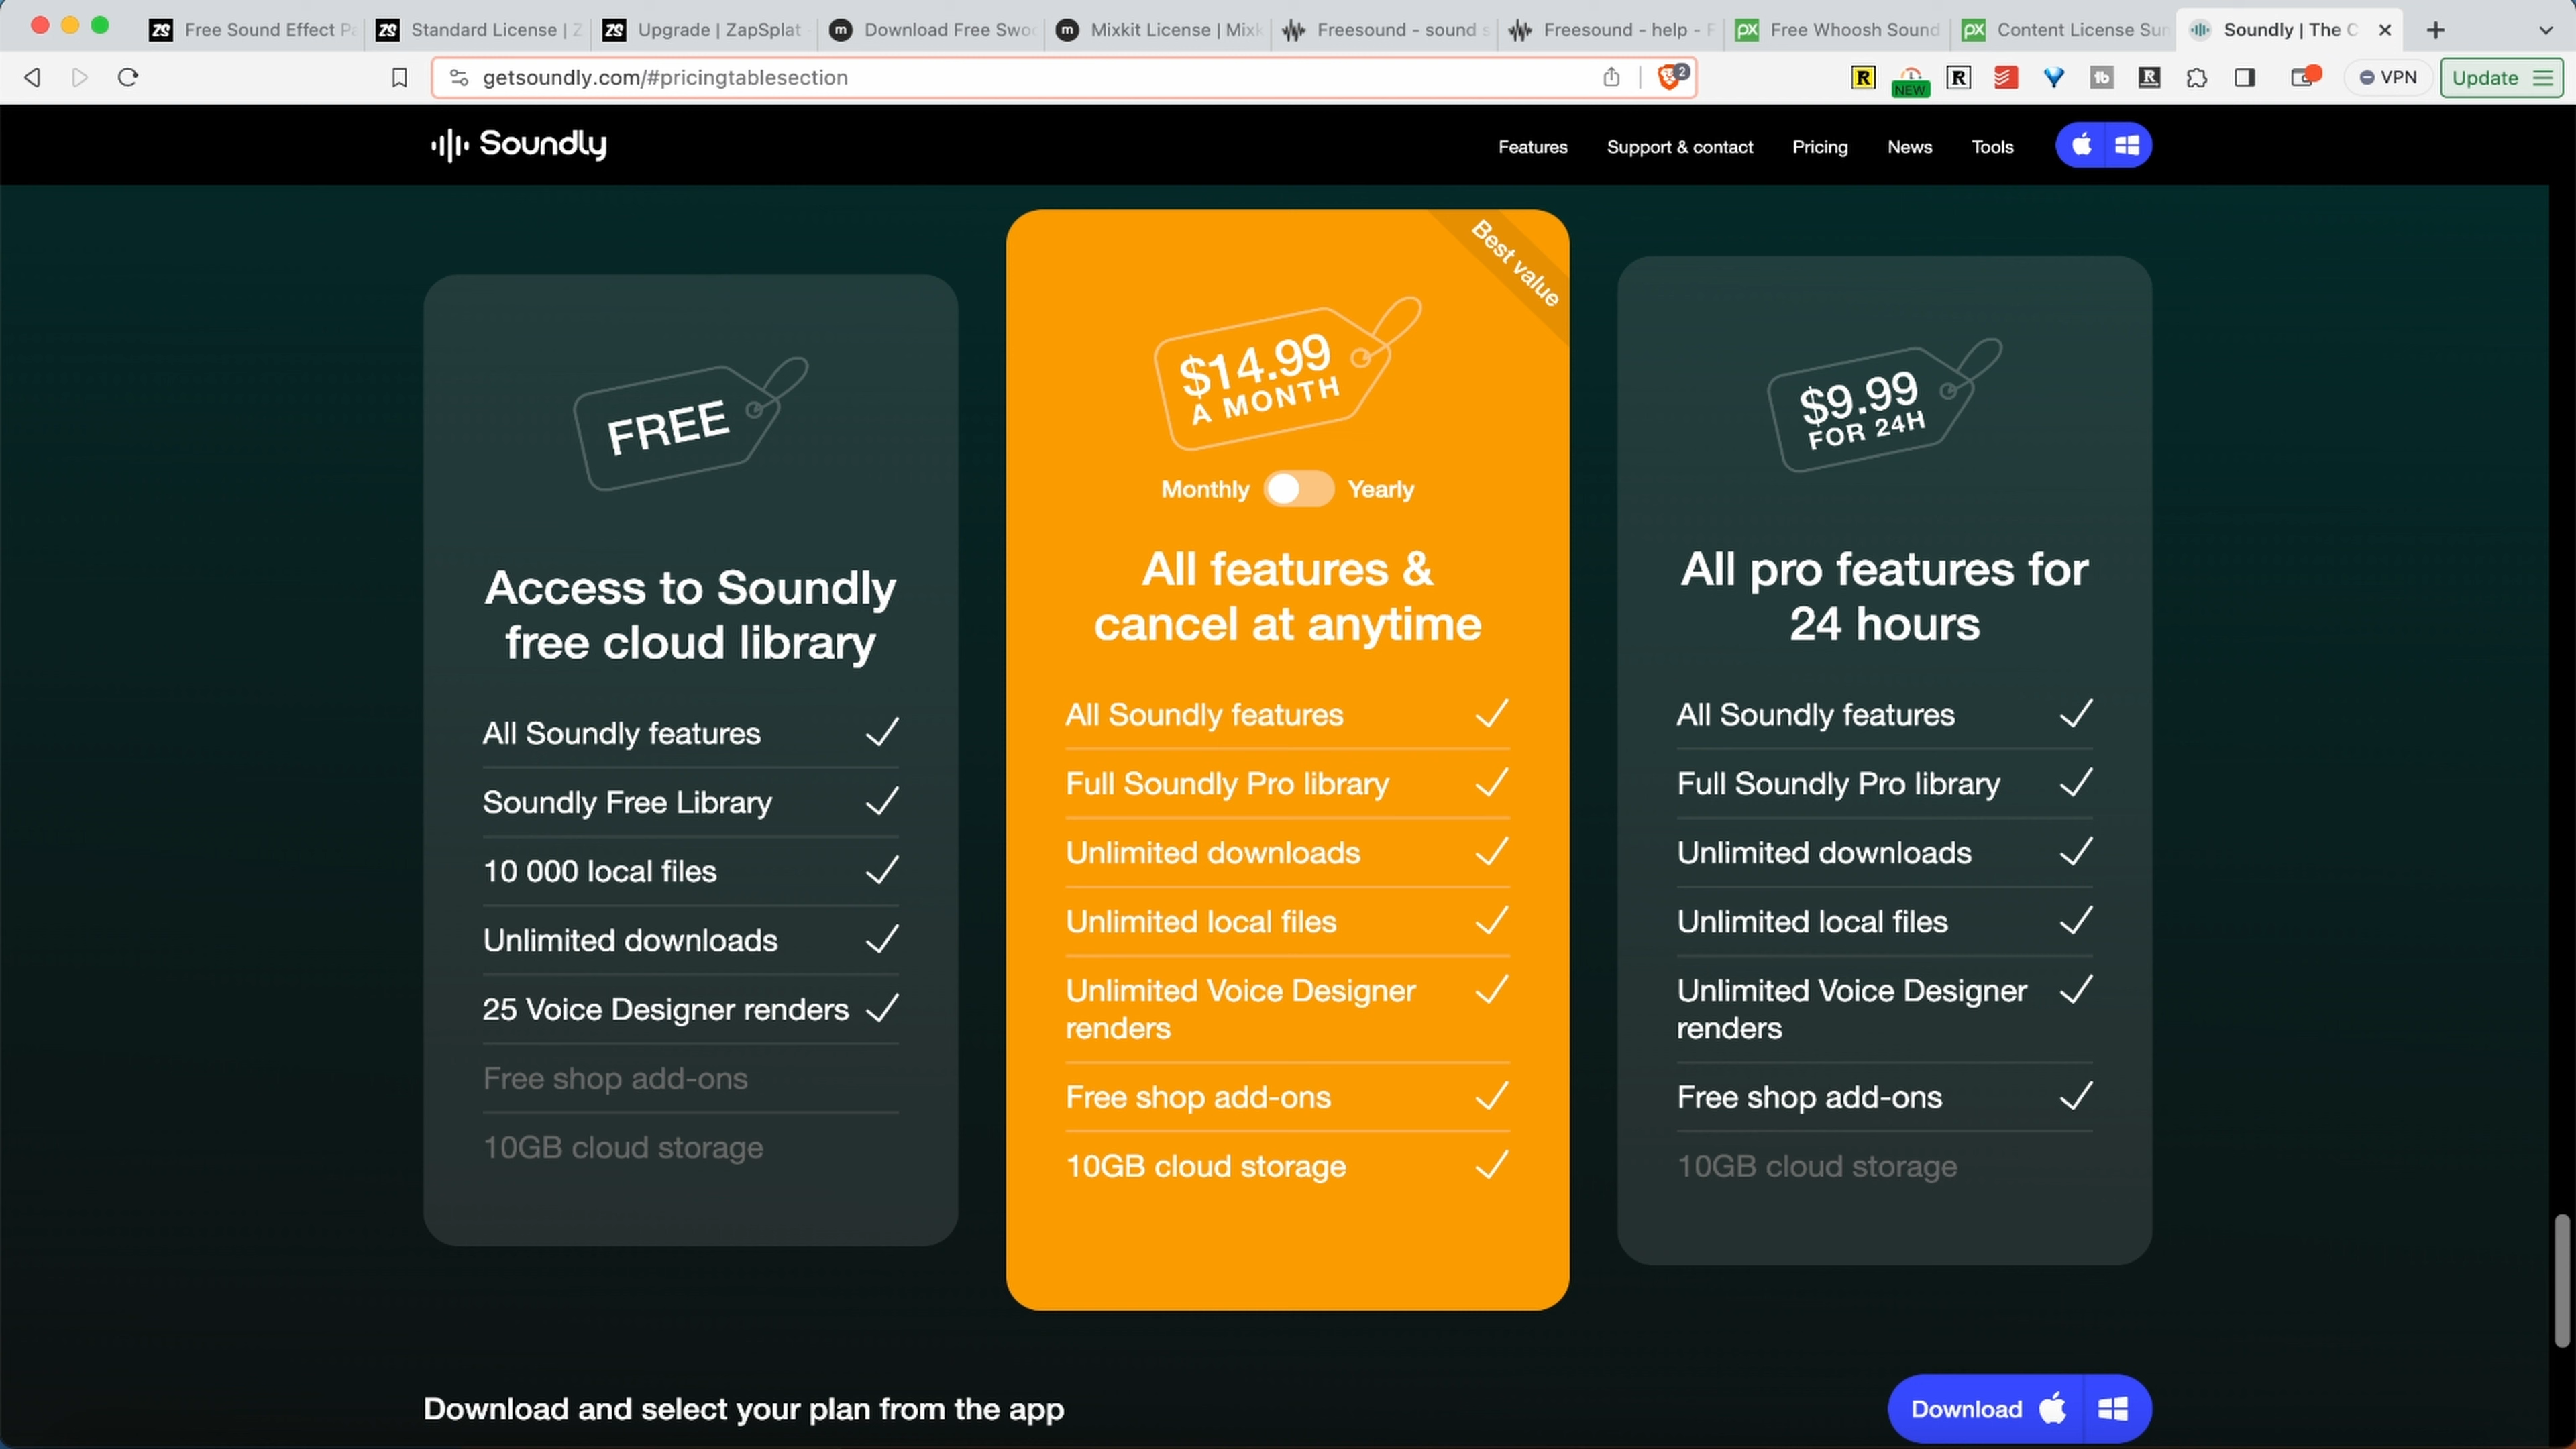 Free Sound Effect Pa
Standard License | Z
Upgrade | ZapSplat
Download Free Swoo
Mixkit License | Mixk
Freesound - sound s
Freesound - help - F
Free Whoosh Sound
Content License Sum
Soundly | The C
getsoundly.com/#pricingtablesection
2
NEW
VPN
Update
Soundly
Features
Support & contact
Pricing
News
Tools
FREE
Access to Soundly
free cloud library
All Soundly features
Soundly Free Library
10 000 local files
Unlimited downloads
25 Voice Designer renders
Free shop add-ons
10GB cloud storage
Best value
$14.99
A MONTH
Monthly
Yearly
All features &
cancel at anytime
All Soundly features
Full Soundly Pro library
Unlimited downloads
Unlimited local files
Unlimited Voice Designer
renders
Free shop add-ons
10GB cloud storage
$9.99
FOR 24H
All pro features for
24 hours
All Soundly features
Full Soundly Pro library
Unlimited downloads
Unlimited local files
Unlimited Voice Designer
renders
Free shop add-ons
10GB cloud storage
Download and select your plan from the app
Download